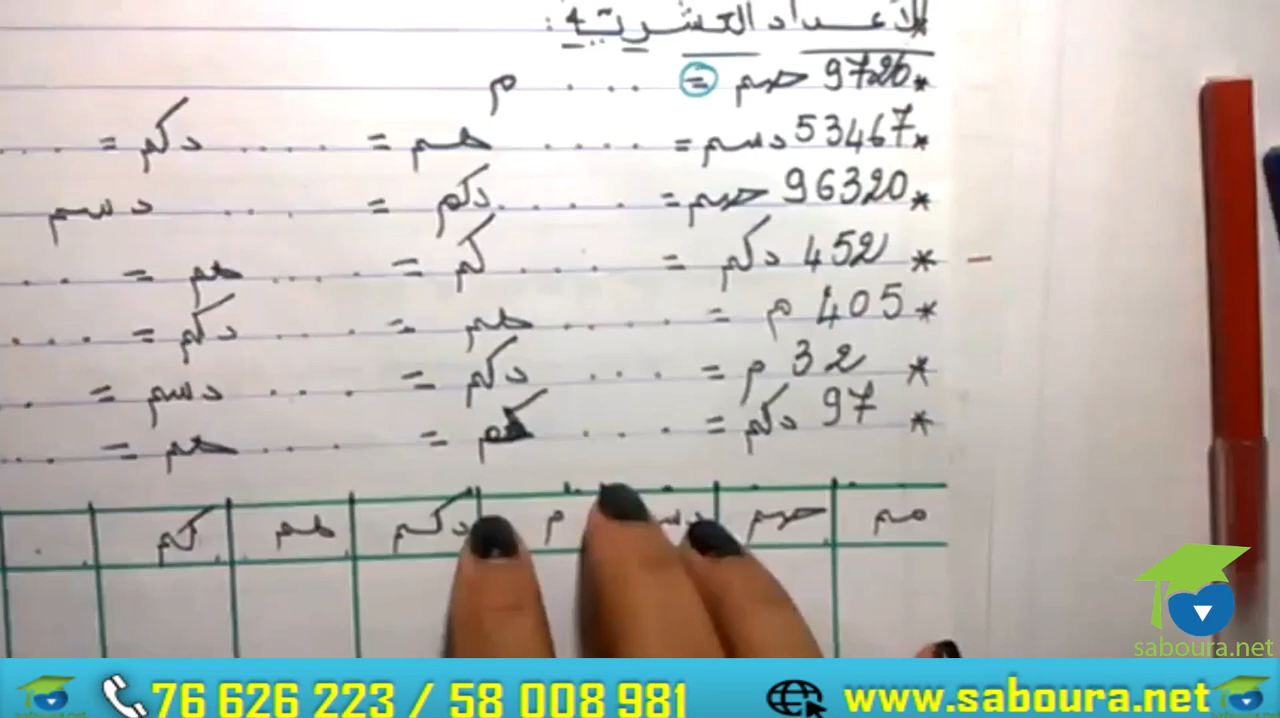 *الأعداد العشرية 4:
*9726 صم = .... م
*53467 دسم = .... هم = .... دكم = ...
*96320 صم = .... دكم = .... دسم
* 452 دكم = .... كم = .... هم = ...
*405 م = .... هم = .... دكم = ...
* 32 م = .... دكم = .... دسم = ..
* 97 دكم = .... كم = .... هم = ...
مم صم دسم م دكم هم كم .
saboura.net
76 626 223 / 58 008 981 www.saboura.net